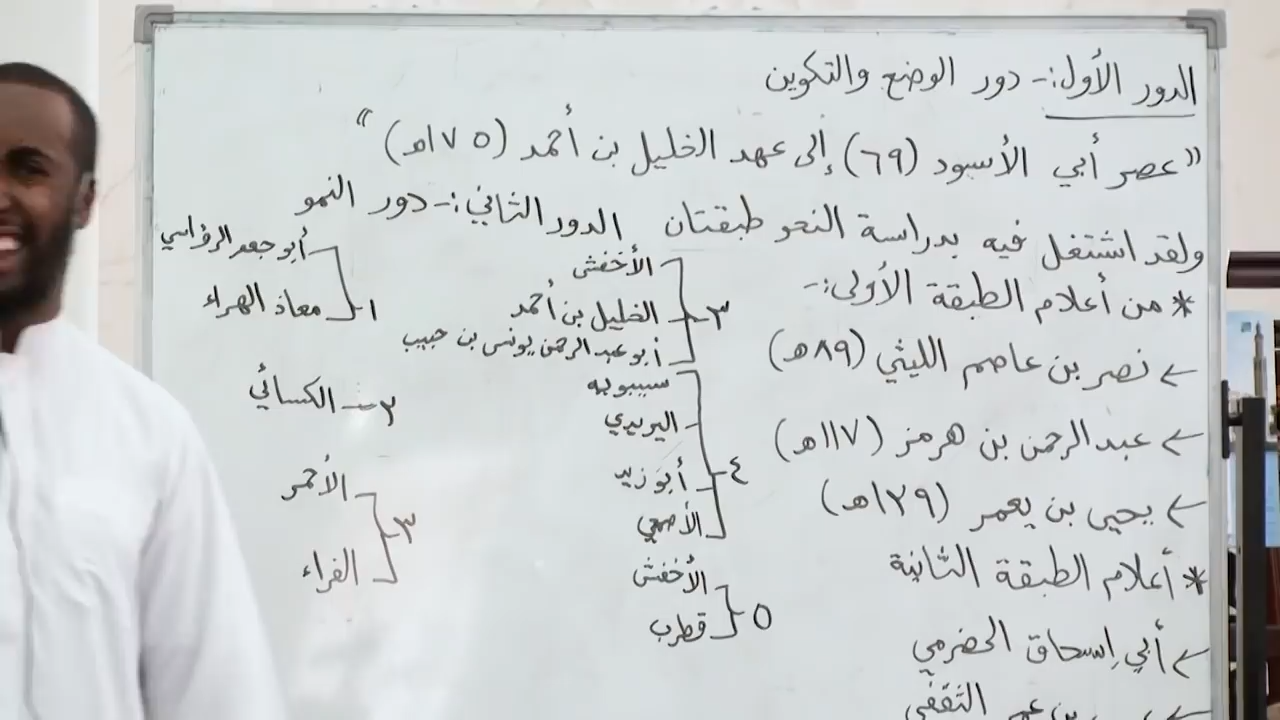 الدور الأول:- دور الوضع والتكوين
"عصر أبي الأسود (٦٩) إلى عهد الخليل بن أحمد (١٧٥هـ)"
ولقد اشتغل فيه بدراسة النحو طبقتان
* من أعلام الطبقة الأولى:-
← نصر بن عاصم الليثي (٨٩هـ)
← عبد الرحمن بن هرمز (١١٧هـ)
← يحيى بن يعمر (١٢٩هـ)
* أعلام الطبقة الثانية
← أبي إسحاق الحضرمي
بن عمر الثقفي
الدور الثاني:- دور النمو
٣
الأخفش
الخليل بن أحمد
أبو عبد الرحمن يونس بن حبيب
٤
سيبويه
اليريدي
أبو زيد
الأصمعي
٥
الأخفش
قطرب
١
أبو جعفر الرؤاسي
معاذ الهراء
٢- الكسائي
٣
الأحمر
الفراء